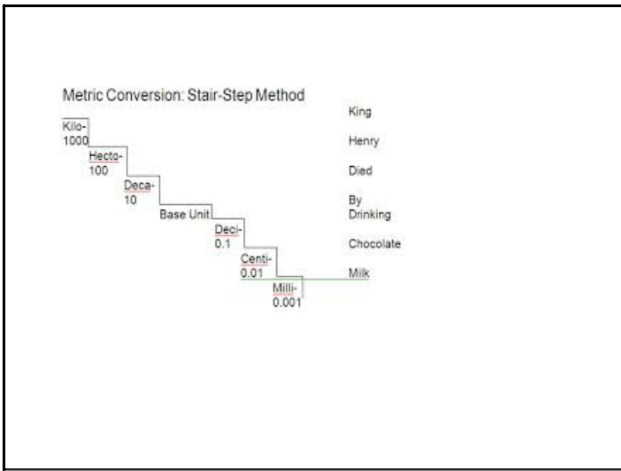 Metric Conversion: Stair-Step Method
Kilo-
1000
Hecto-
100
Deca-
10
Base Unit
Deci-
0.1
Centi-
0.01
Milli-
0.001
King
Henry
Died
By
Drinking
Chocolate
Milk